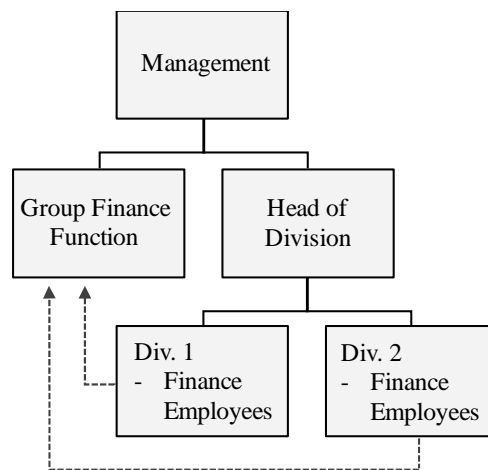 Management
Group Finance
Function
Head of
Division
Div. 1
- Finance
Employees
Div. 2
- Finance
Employees